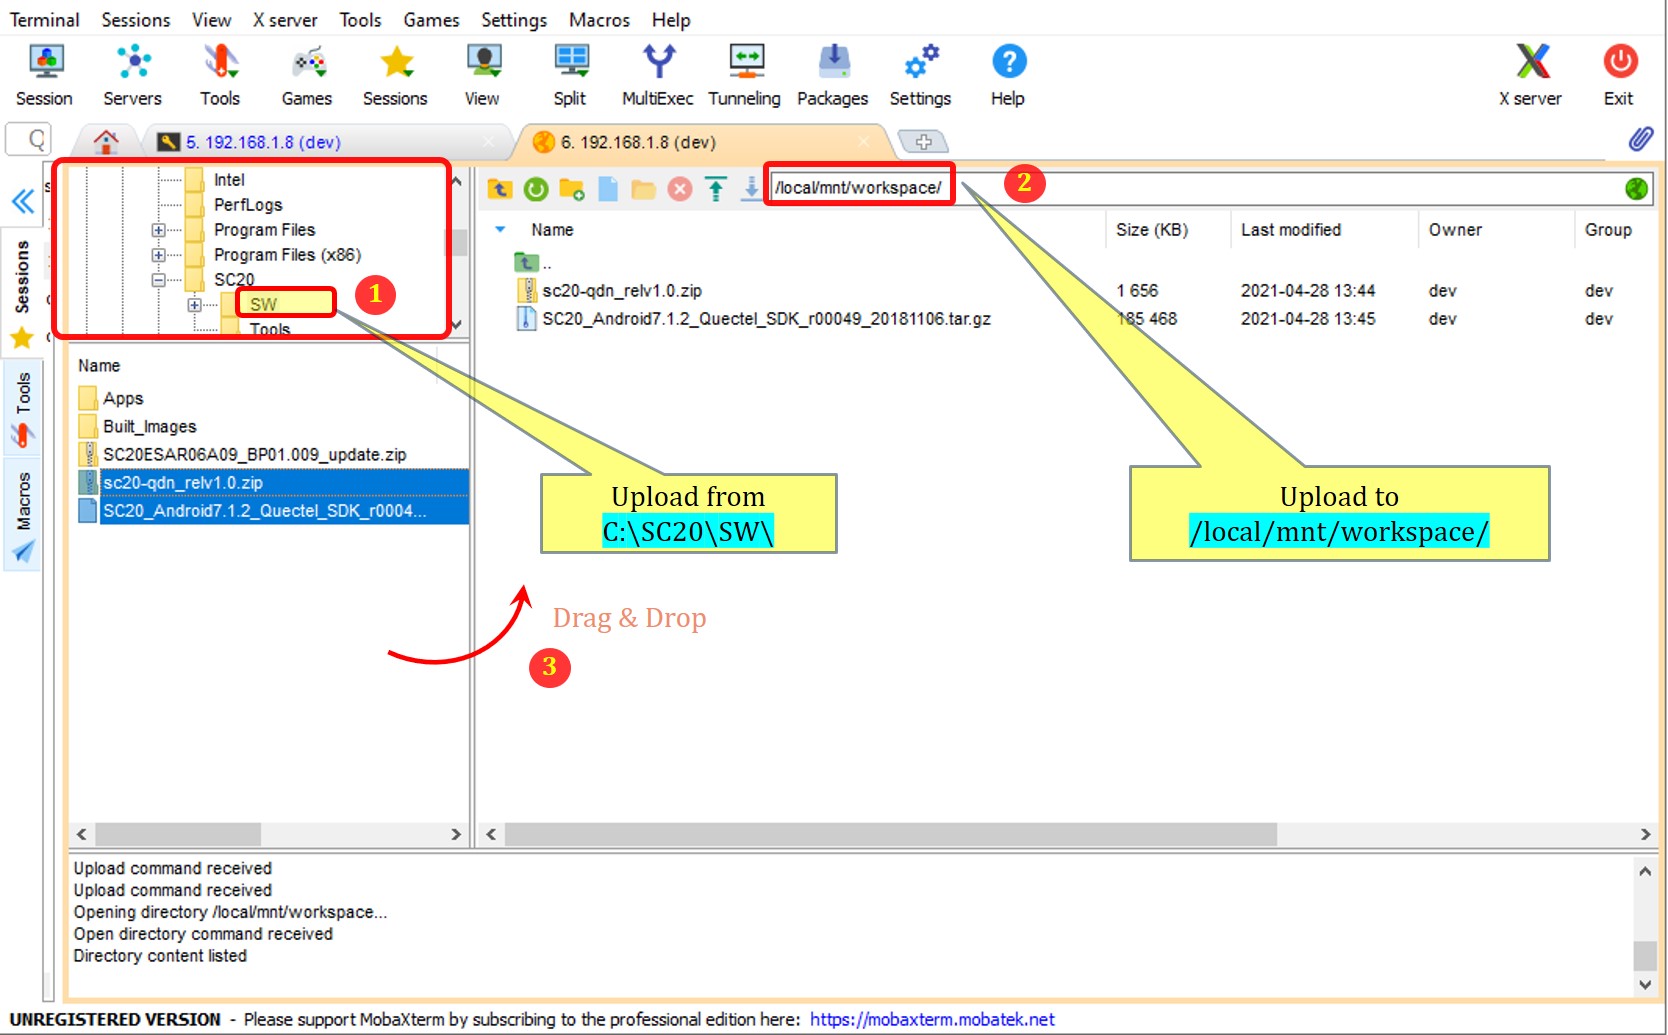 Terminal Sessions View X server Tools Games Settings Macros Help
Session Servers Tools Games Sessions View Split MultiExec Tunneling Packages Settings Help X server Exit
5. 192.168.1.8 (dev) 6. 192.168.1.8 (dev)
Intel
PerfLogs
Program Files
Program Files (x86)
SC20
SW
Tools
1
/local/mnt/workspace/
2
Name Size (KB) Last modified Owner Group
..
sc20-qdn_relv1.0.zip 1 656 2021-04-28 13:44 dev dev
SC20_Android7.1.2_Quectel_SDK_r00049_20181106.tar.gz 185 468 2021-04-28 13:45 dev dev
Sessions
Tools
Macros
Name
Apps
Built_Images
SC20ESAR06A09_BP01.009_update.zip
sc20-qdn_relv1.0.zip
SC20_Android7.1.2_Quectel_SDK_r0004...
Upload from
C:\SC20\SW\
Upload to
/local/mnt/workspace/
Drag & Drop
3
Upload command received
Upload command received
Opening directory /local/mnt/workspace...
Open directory command received
Directory content listed
UNREGISTERED VERSION - Please support MobaXterm by subscribing to the professional edition here: https://mobaxterm.mobatek.net